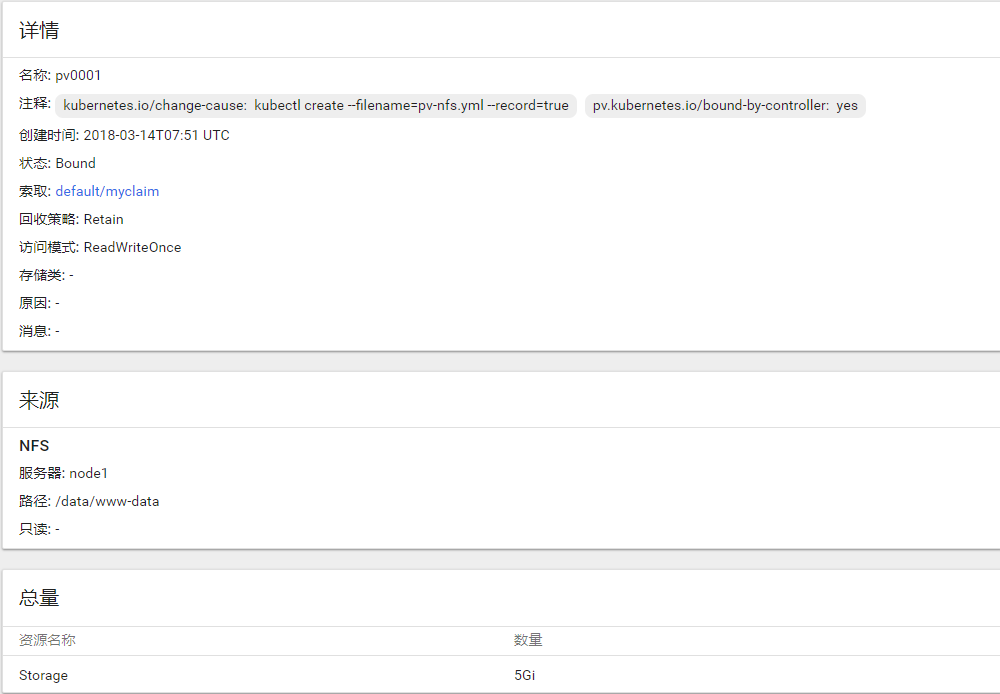 详情
名称: pv0001
注释: kubernetes.io/change-cause: kubectl create --filename=pv-nfs.yml --record=true pv.kubernetes.io/bound-by-controller: yes
创建时间: 2018-03-14T07:51 UTC
状态: Bound
索取: default/myclaim
回收策略: Retain
访问模式: ReadWriteOnce
存储类: -
原因: -
消息: -
来源
NFS
服务器: node1
路径: /data/www-data
只读: -
总量
资源名称 数量
Storage 5Gi